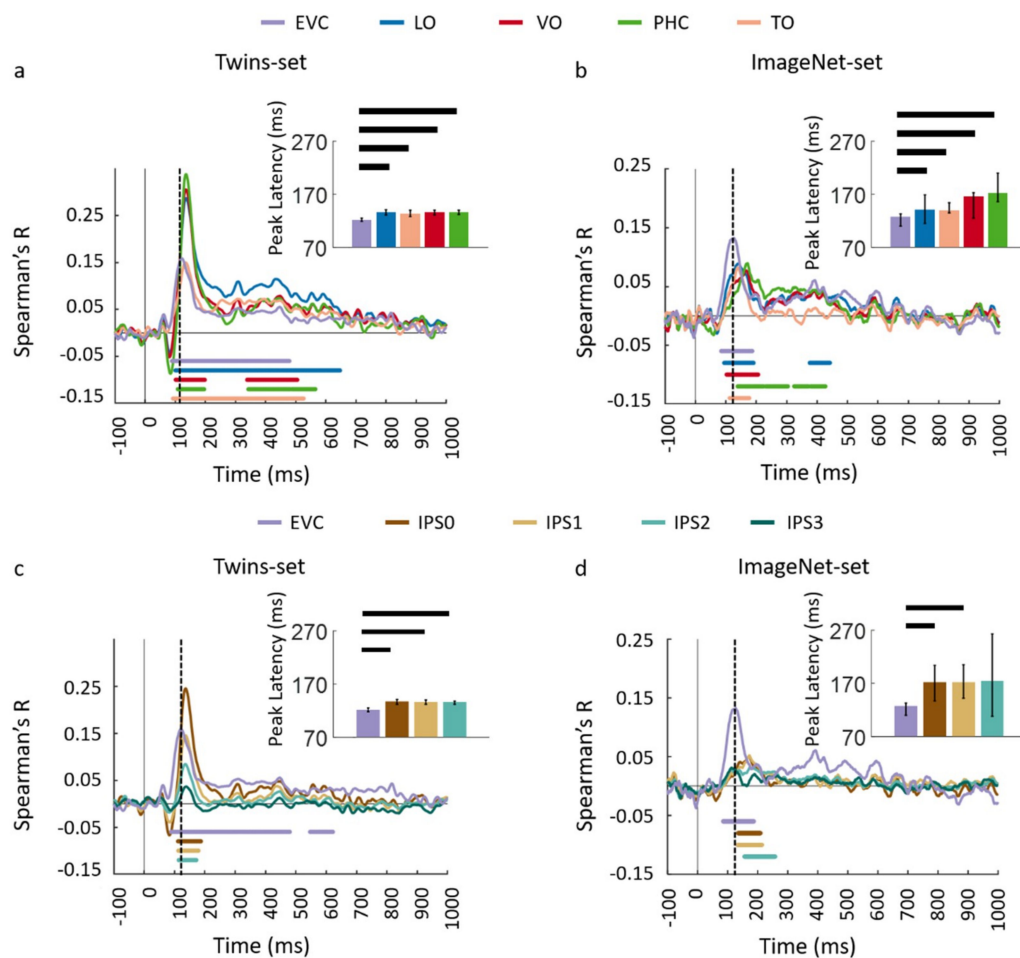 EVC LO VO PHC TO
a Twins-set
b ImageNet-set
Peak Latency (ms)
270
170
70
Spearman's R
0.25
0.15
0.05
-0.05
-0.15
-100 0 100 200 300 400 500 600 700 800 900 1000
Time (ms)
Peak Latency (ms)
270
170
70
Spearman's R
0.25
0.15
0.05
-0.05
-0.15
-100 0 100 200 300 400 500 600 700 800 900 1000
Time (ms)
EVC IPS0 IPS1 IPS2 IPS3
c Twins-set
d ImageNet-set
Peak Latency (ms)
270
170
70
Spearman's R
0.25
0.15
0.05
-0.05
-0.15
-100 0 100 200 300 400 500 600 700 800 900 1000
Time (ms)
Peak Latency (ms)
270
170
70
Spearman's R
0.25
0.15
0.05
-0.05
-0.15
-100 0 100 200 300 400 500 600 700 800 900 1000
Time (ms)